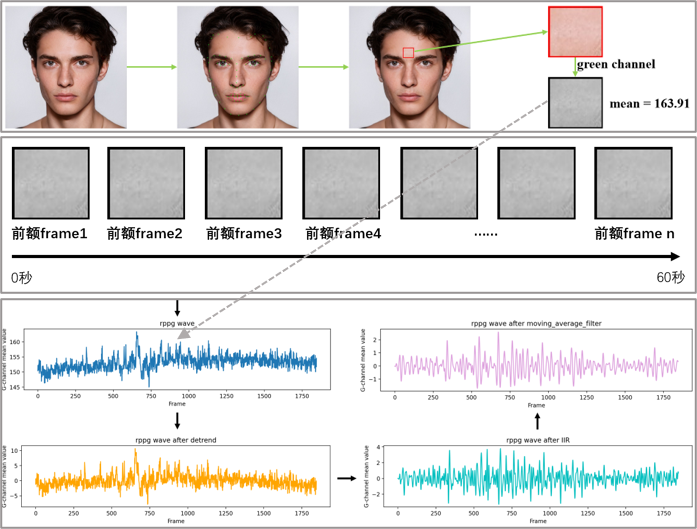 green channel
mean = 163.91
前额frame1 前额frame2 前额frame3 前额frame4 ...... 前额frame n
0秒 60秒
rppg wave
G-channel mean value
160
155
150
145
0 250 500 750 1000 1250 1500 1750
Frame
rppg wave after moving_average_filter
G-channel mean value
2
1
0
−1
0 250 500 750 1000 1250 1500 1750
Frame
rppg wave after detrend
G-channel mean value
10
5
0
−5
0 250 500 750 1000 1250 1500 1750
Frame
rppg wave after IIR
G-channel mean value
4
2
0
−2
0 250 500 750 1000 1250 1500 1750
Frame